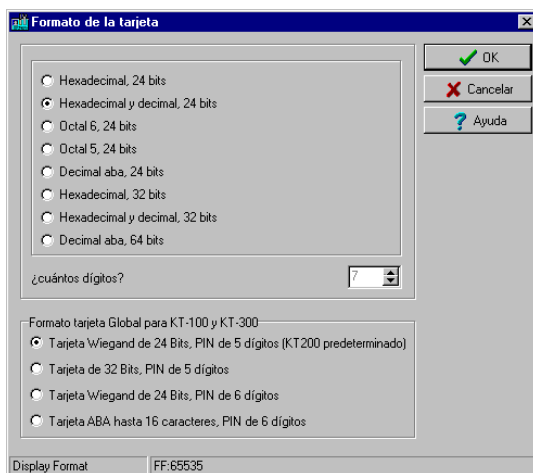 Formato de la tarjeta
OK
Cancelar
Ayuda
Hexadecimal, 24 bits
Hexadecimal y decimal, 24 bits
Octal 6, 24 bits
Octal 5, 24 bits
Decimal aba, 24 bits
Hexadecimal, 32 bits
Hexadecimal y decimal, 32 bits
Decimal aba, 64 bits
¿cuántos dígitos? 7
Formato tarjeta Global para KT-100 y KT-300
Tarjeta Wiegand de 24 Bits, PIN de 5 dígitos (KT200 predeterminado)
Tarjeta de 32 Bits, PIN de 5 dígitos
Tarjeta Wiegand de 24 Bits, PIN de 6 dígitos
Tarjeta ABA hasta 16 caracteres, PIN de 6 dígitos
Display Format FF:65535